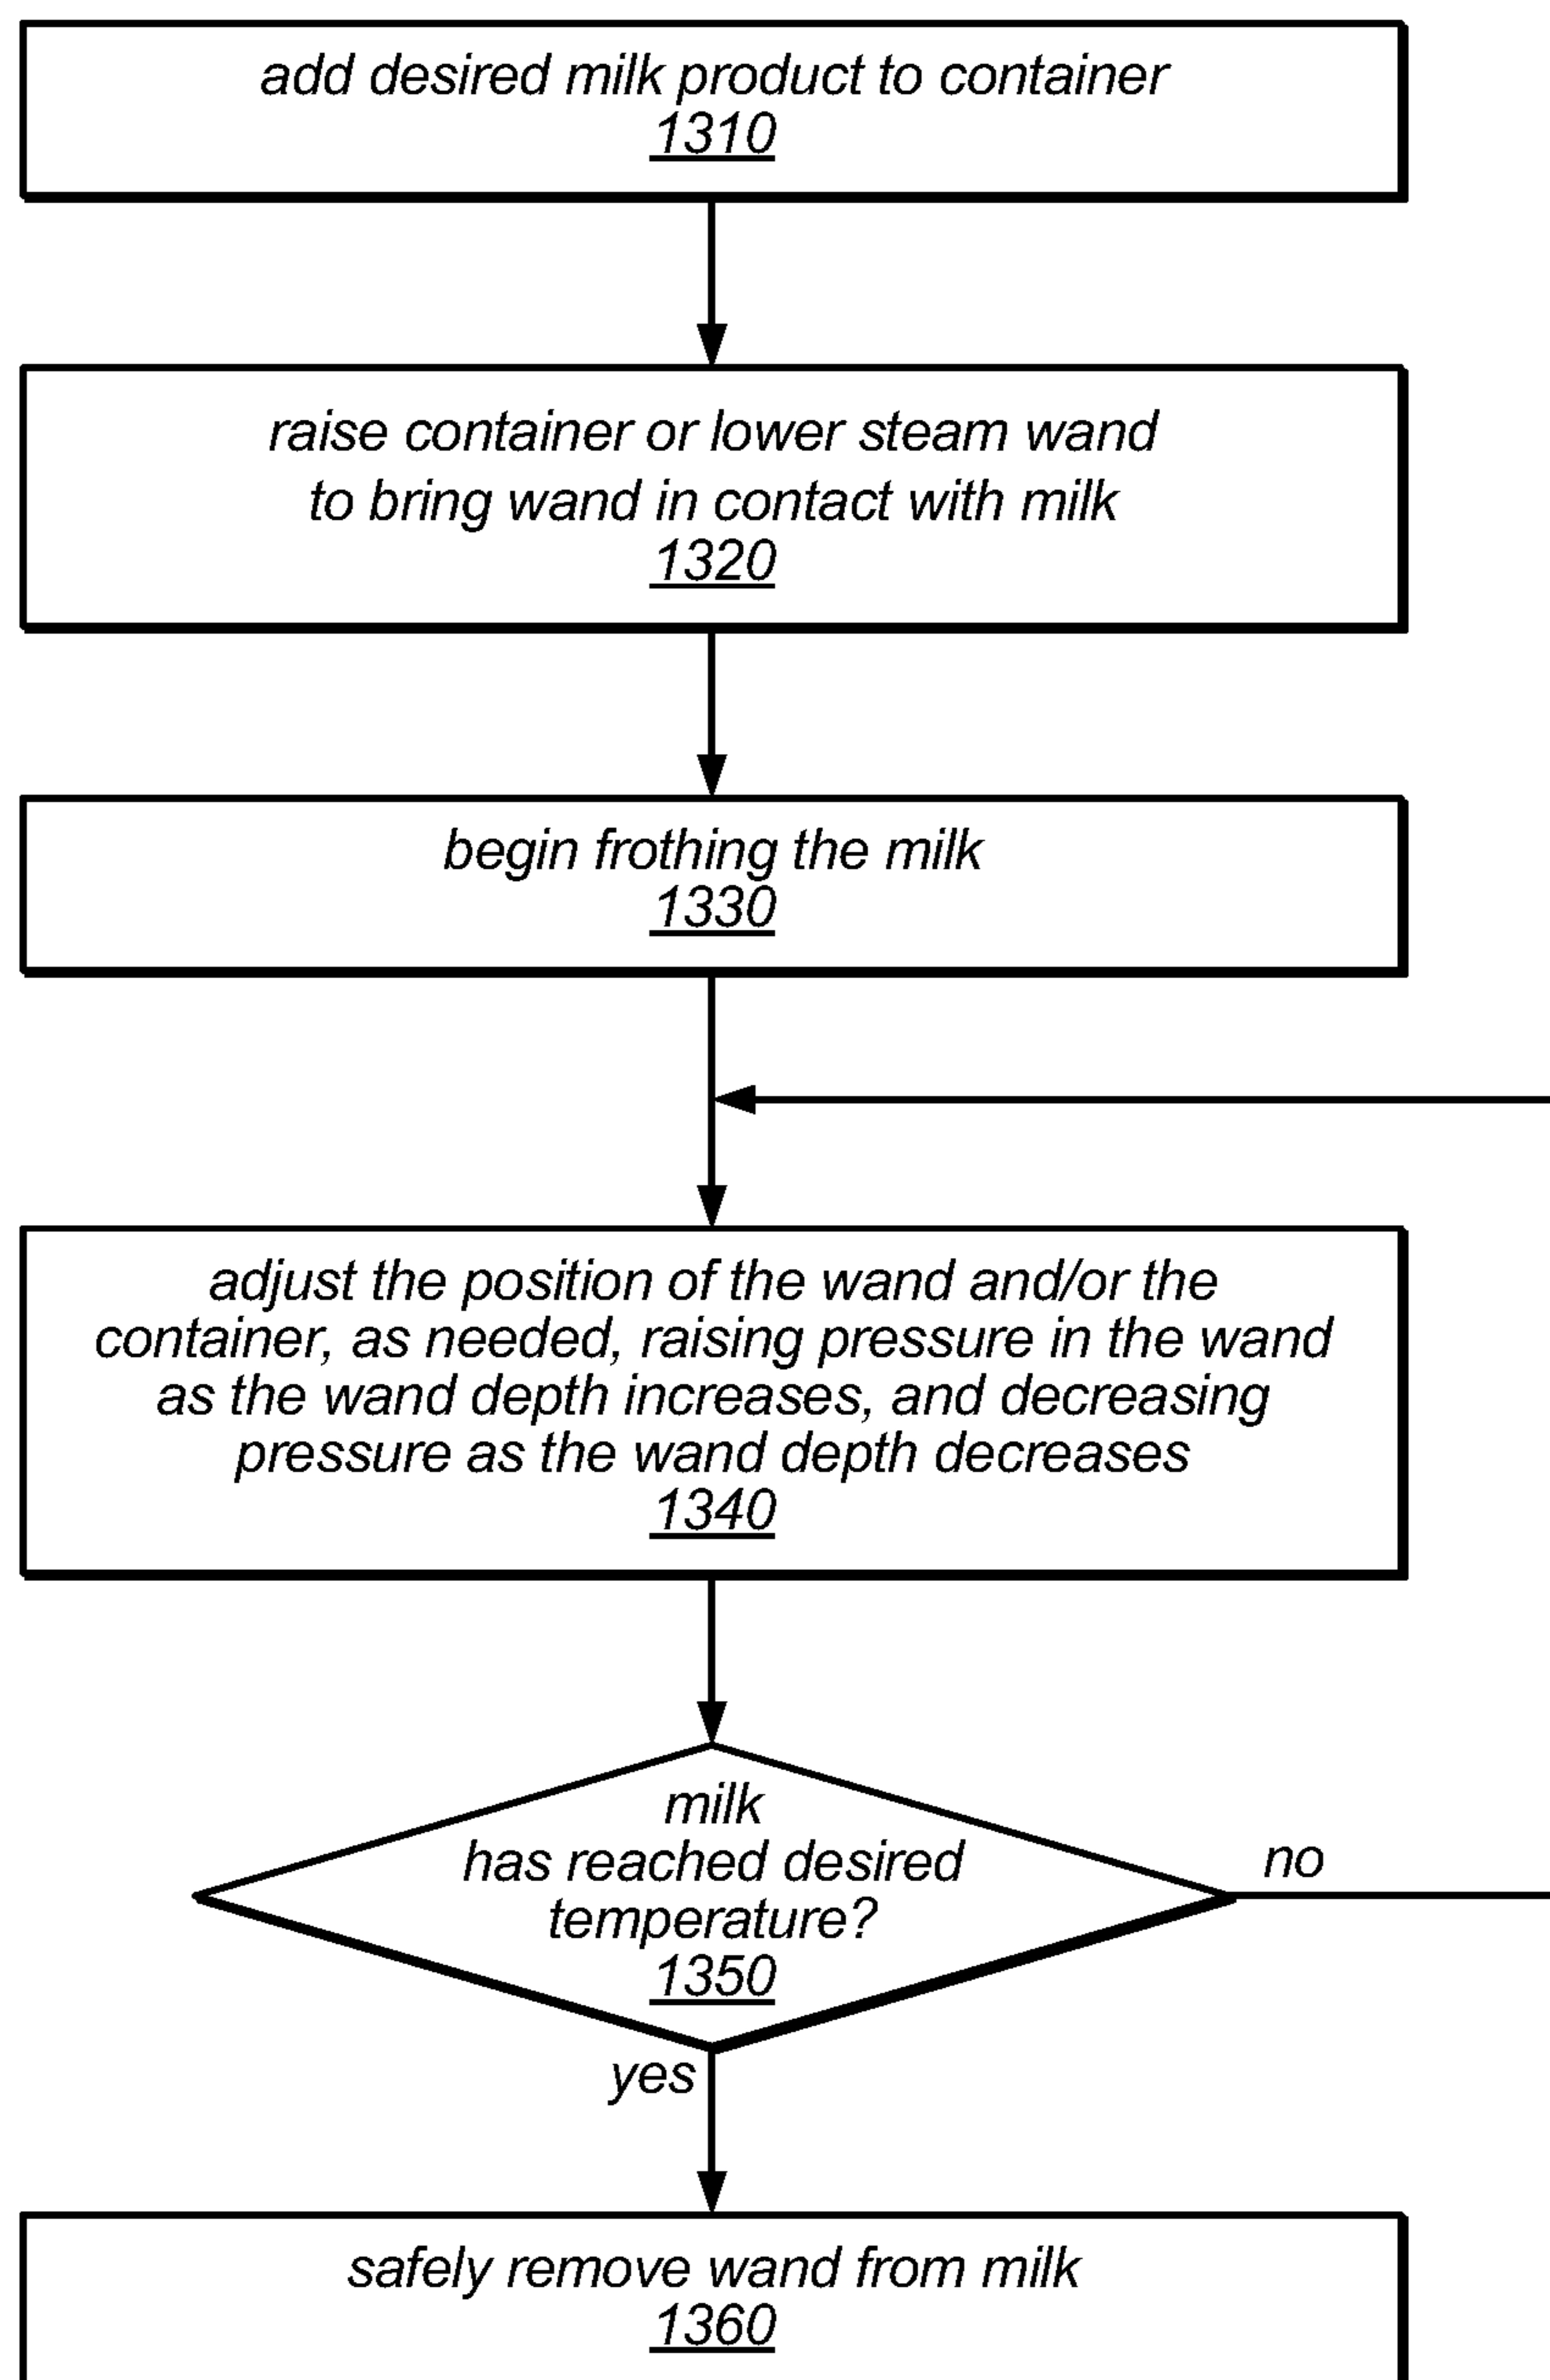 add desired milk product to container
1310
raise container or lower steam wand
to bring wand in contact with milk
1320
begin frothing the milk
1330
adjust the position of the wand and/or the
container, as needed, raising pressure in the wand
as the wand depth increases, and decreasing
pressure as the wand depth decreases
1340
milk
has reached desired
temperature?
1350
no
yes
safely remove wand from milk
1360